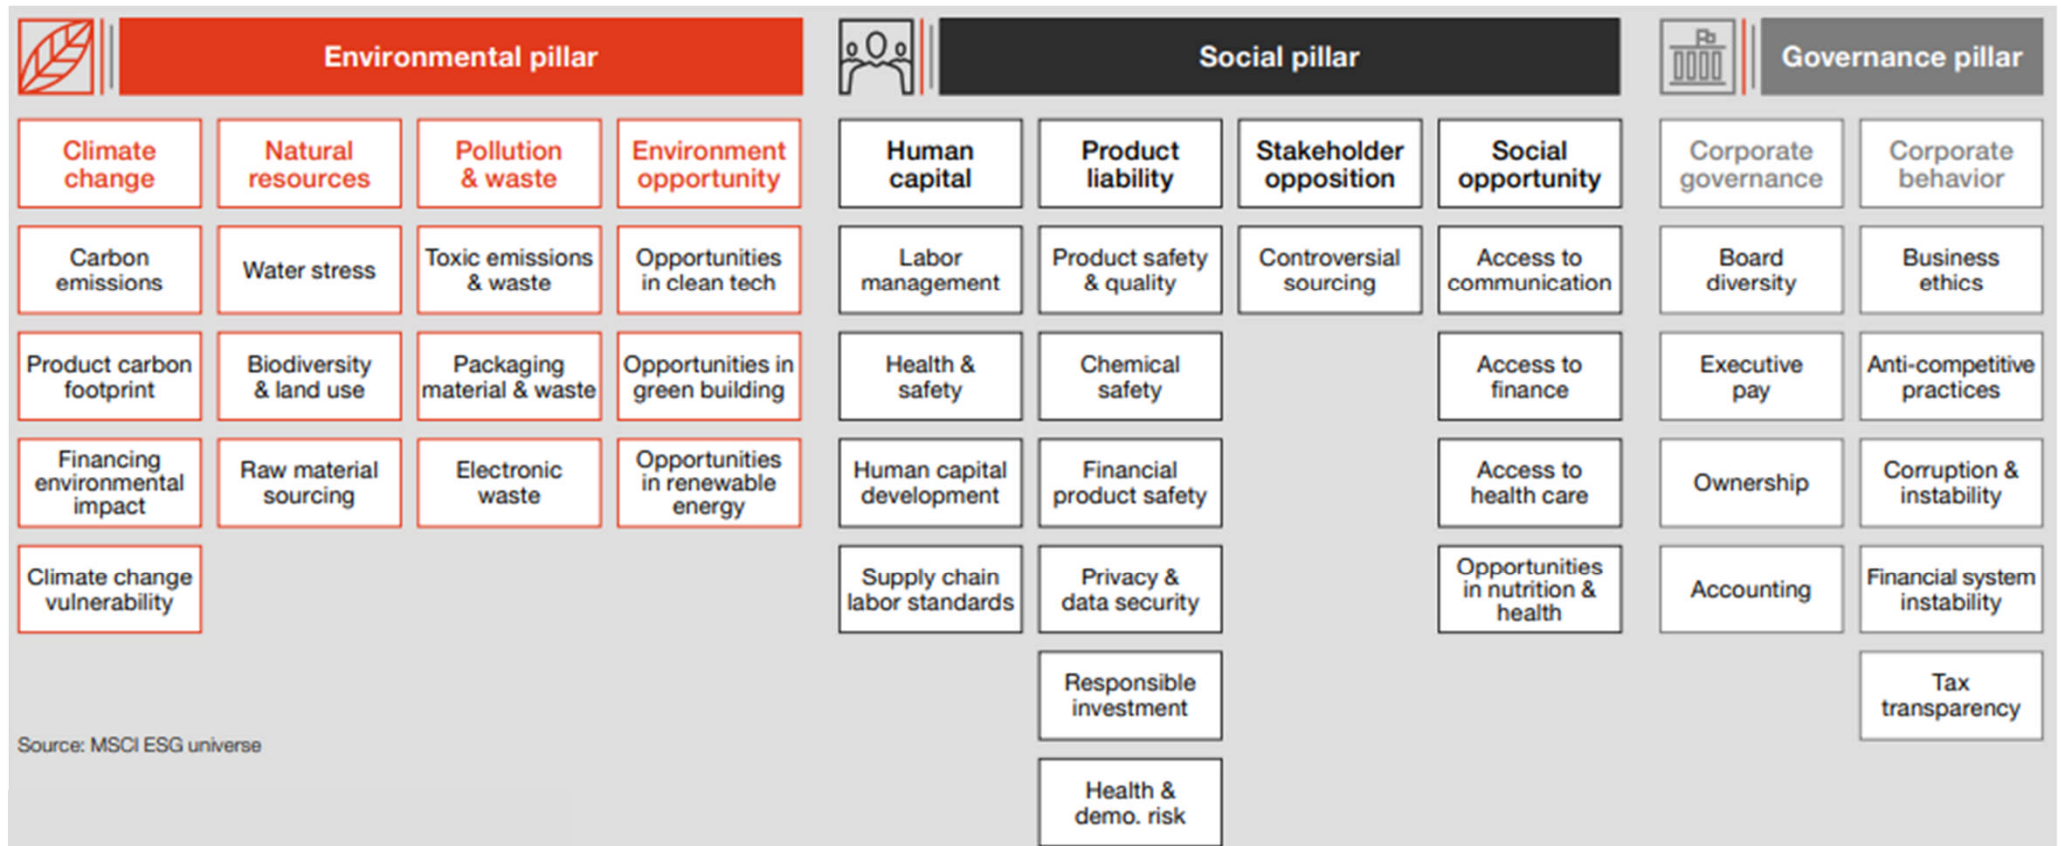 Environmental pillar
Climate
change
Carbon
emissions
Product carbon
footprint
Financing
environmental
impact
Climate change
vulnerability
Natural
resources
Water stress
Biodiversity
& land use
Raw material
sourcing
Pollution
& waste
Toxic emissions
& waste
Packaging
material & waste
Electronic
waste
Environment
opportunity
Opportunities
in clean tech
Opportunities in
green building
Opportunities
in renewable
energy
Social pillar
Human
capital
Labor
management
Health &
safety
Human capital
development
Supply chain
labor standards
Product
liability
Product safety
& quality
Chemical
safety
Financial
product safety
Privacy &
data security
Responsible
investment
Health &
demo. risk
Stakeholder
opposition
Controversial
sourcing
Social
opportunity
Access to
communication
Access to
finance
Access to
health care
Opportunities
in nutrition &
health
Governance pillar
Corporate
governance
Board
diversity
Executive
pay
Ownership
Accounting
Corporate
behavior
Business
ethics
Anti-competitive
practices
Corruption &
instability
Financial system
instability
Tax
transparency
Source: MSCI ESG universe